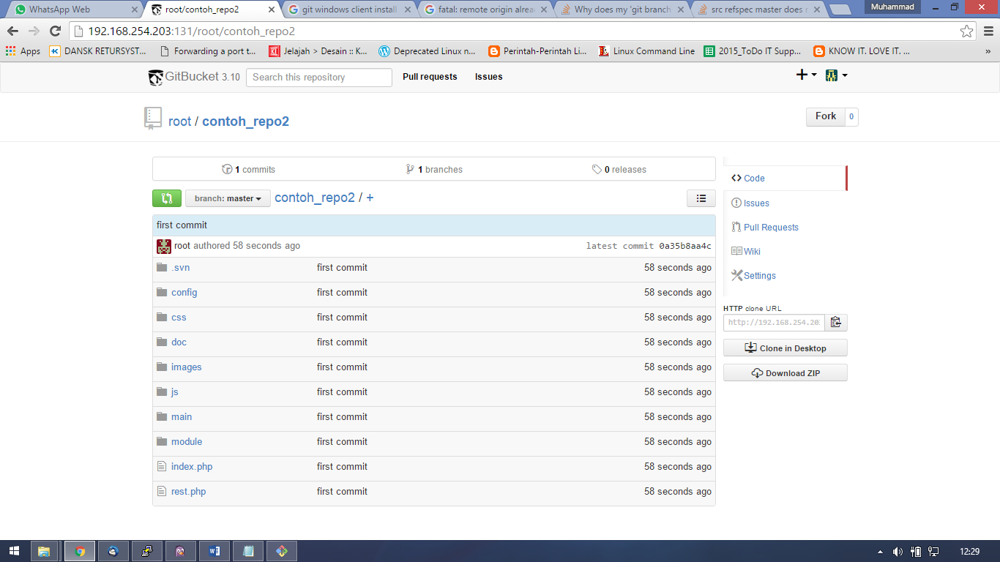 WhatsApp Web
root/contoh_repo2
git windows client install
fatal: remote origin alrea
Why does my 'git branch
src refspec master does n
Muhammad
192.168.254.203:131/root/contoh_repo2
Apps
DANSK RETURSYST...
Forwarding a port t...
Jelajah > Desain :: K...
Deprecated Linux n...
Perintah-Perintah Li...
Linux Command Line
2015_ToDo IT Supp...
KNOW IT. LOVE IT. ...
»
GitBucket 3.10
Search this repository
Pull requests
Issues
root / contoh_repo2
Fork
0
1 commits
1 branches
0 releases
branch: master
contoh_repo2 / +
first commit
root authored 58 seconds ago
latest commit 0a35b8aa4c
.svn first commit 58 seconds ago
config first commit 58 seconds ago
css first commit 58 seconds ago
doc first commit 58 seconds ago
images first commit 58 seconds ago
js first commit 58 seconds ago
main first commit 58 seconds ago
module first commit 58 seconds ago
index.php first commit 58 seconds ago
rest.php first commit 58 seconds ago
Code
Issues
Pull Requests
Wiki
Settings
HTTP clone URL
http://192.168.254.20
Clone in Desktop
Download ZIP
12:29